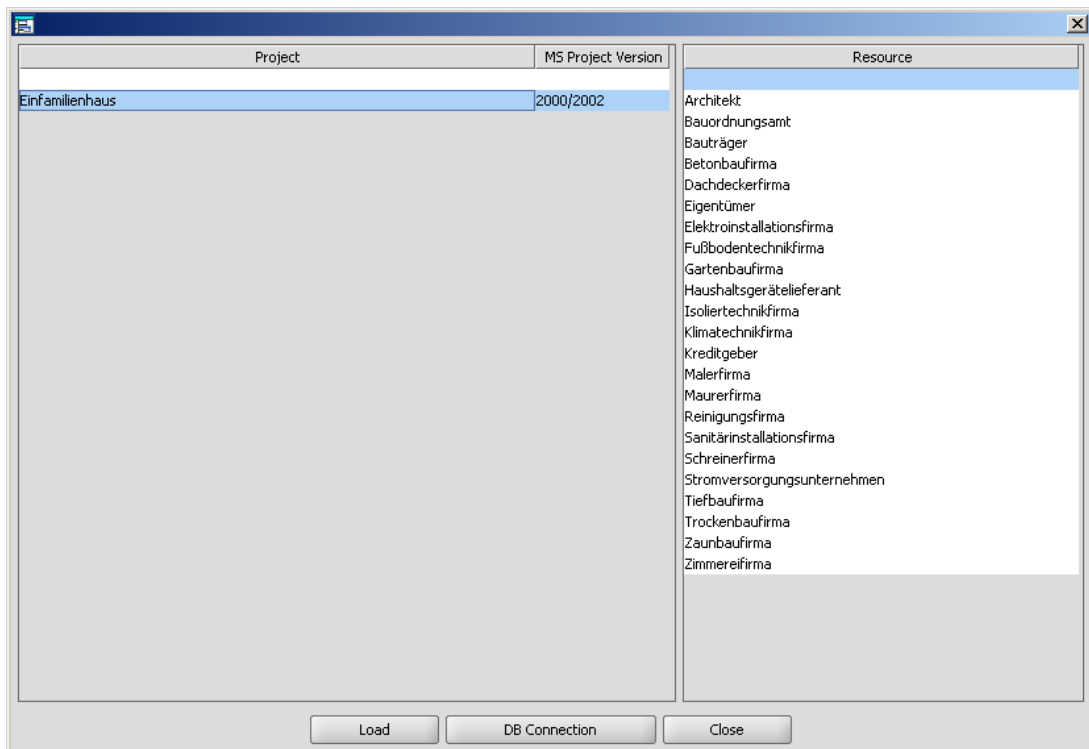 Project MS Project Version Resource
Einfamilienhaus 2000/2002
Architekt
Bauordnungsamt
Bauträger
Betonbaufirma
Dachdeckerfirma
Eigentümer
Elektroinstallationsfirma
Fußbodentechnikfirma
Gartenbaufirma
Haushaltsgerätelieferant
Isoliertechnikfirma
Klimatechnikfirma
Kreditgeber
Malerfirma
Maurerfirma
Reinigungsfirma
Sanitärinstallationsfirma
Schreinerfirma
Stromversorgungsunternehmen
Tiefbaufirma
Trockenbaufirma
Zaunbaufirma
Zimmereifirma
Load DB Connection Close